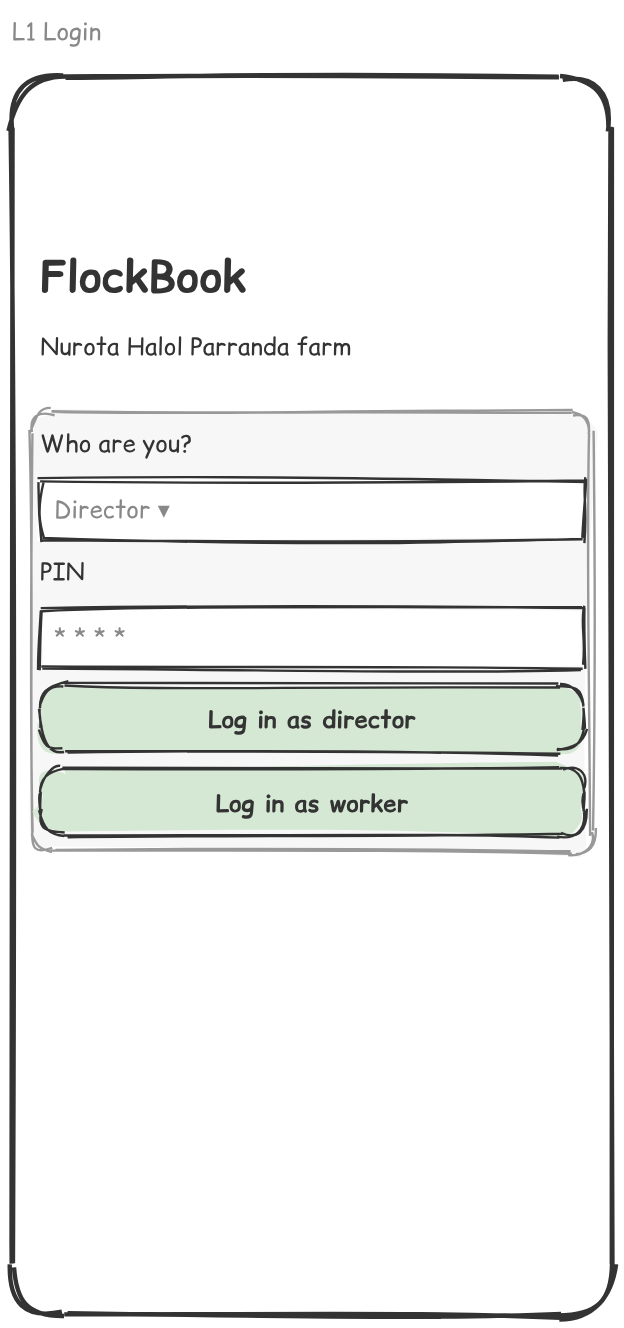 L1 Login
FlockBook
Nurota Halol Parranda farm
Who are you?
Director ▾
PIN
* * * *
Log in as director
Log in as worker